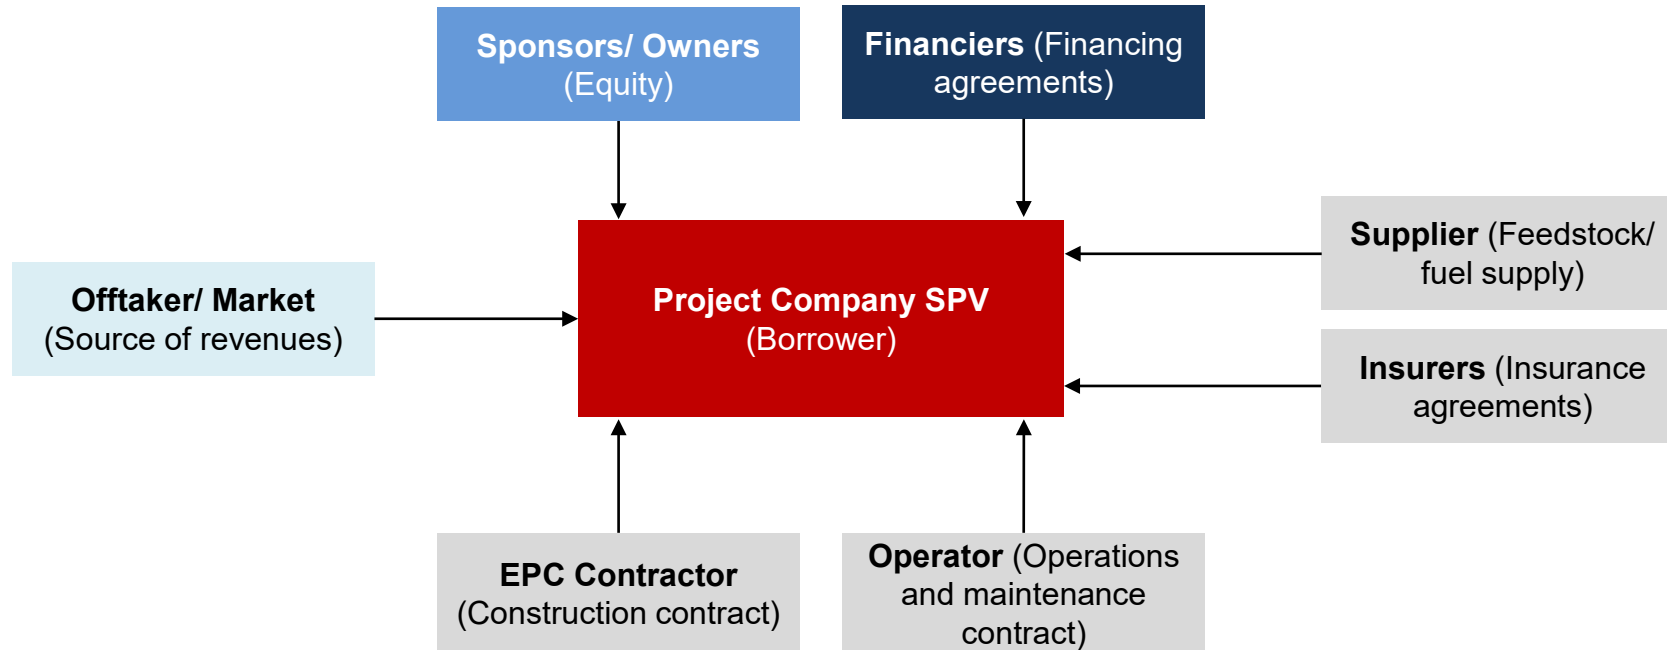 Sponsors/ Owners
(Equity)
Financiers (Financing
agreements)
Supplier (Feedstock/
fuel supply)
Offtaker/ Market
(Source of revenues)
Project Company SPV
(Borrower)
Insurers (Insurance
agreements)
EPC Contractor
(Construction contract)
Operator (Operations
and maintenance
contract)